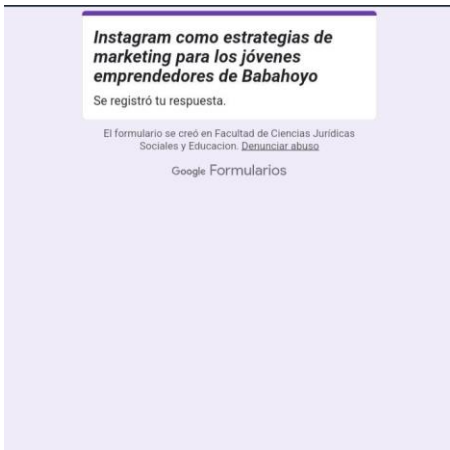 Instagram como estrategias de
marketing para los jóvenes
emprendedores de Babahoyo
Se registró tu respuesta.
El formulario se creó en Facultad de Ciencias Jurídicas
Sociales y Educacion. Denunciar abuso
Google Formularios